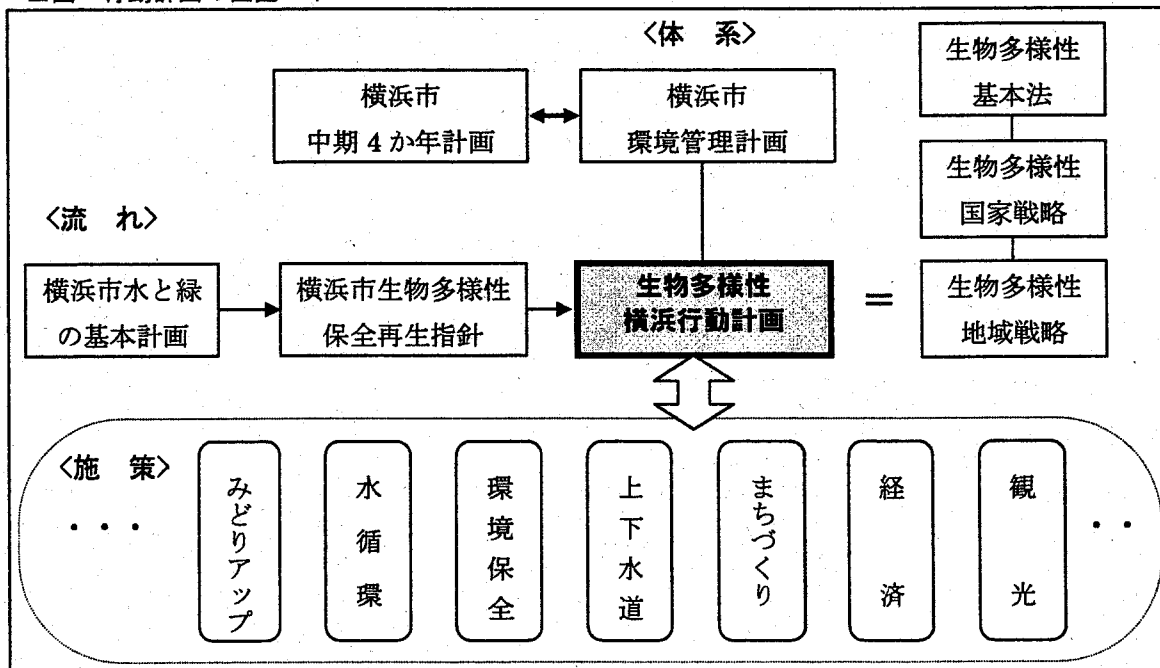 〈体 系〉
生物多様性
基本法
横浜市
中期4か年計画
横浜市
環境管理計画
生物多様性
国家戦略
〈流 れ〉
横浜市水と緑
の基本計画
横浜市生物多様性
保全再生指針
生物多様性
横浜行動計画
=
生物多様性
地域戦略
〈施 策〉
・・・
みどりアップ
水循環
環境保全
上下水道
まちづくり
経済
観光
・・